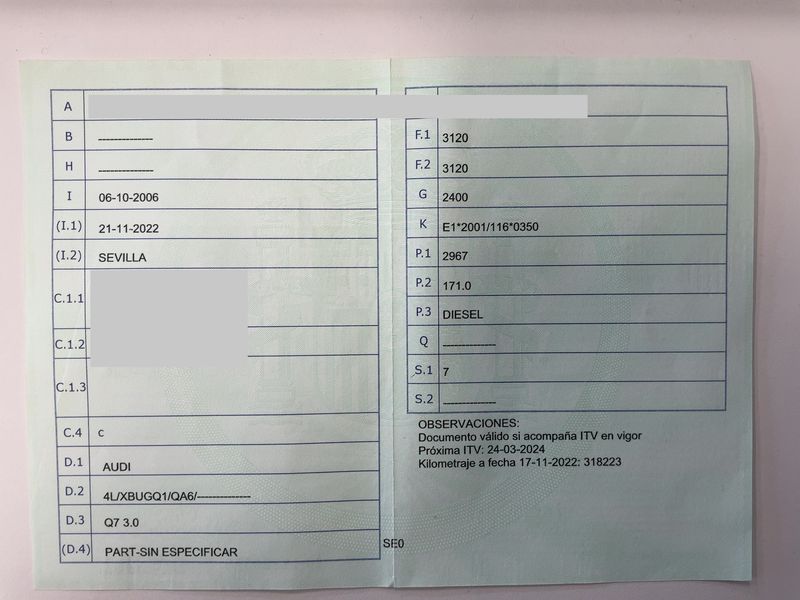 A
B --------------
H --------------
I 06-10-2006
(I.1) 21-11-2022
(I.2) SEVILLA
C.1.1
C.1.2
C.1.3
C.4 c
D.1 AUDI
D.2 4L/XBUGQ1/QA6/--------------
D.3 Q7 3.0
(D.4) PART-SIN ESPECIFICAR
F.1 3120
F.2 3120
G 2400
K E1*2001/116*0350
P.1 2967
P.2 171.0
P.3 DIESEL
Q --------------
S.1 7
S.2 --------------
OBSERVACIONES:
Documento válido si acompaña ITV en vigor
Próxima ITV: 24-03-2024
Kilometraje a fecha 17-11-2022: 318223
SE0